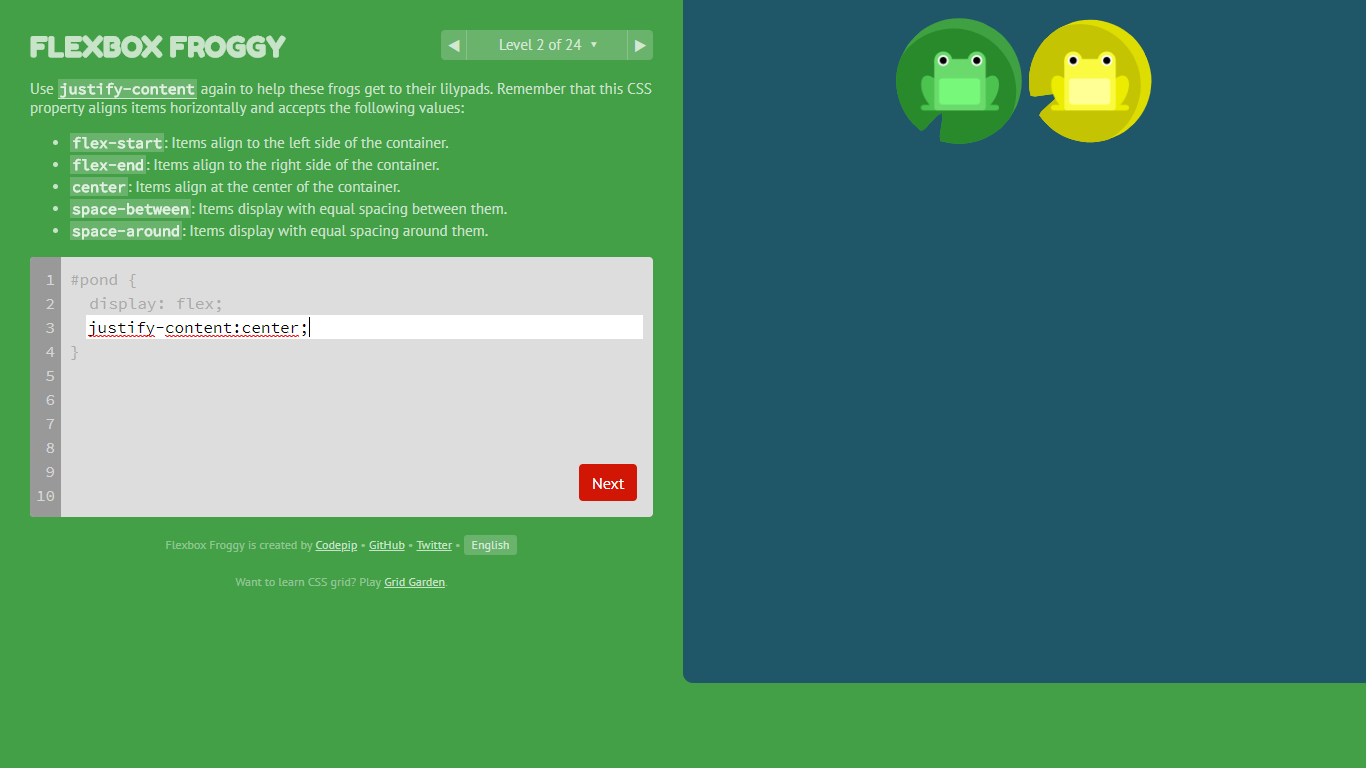 FLEXBOX FROGGY
◀ Level 2 of 24 ▾ ▶
Use justify-content again to help these frogs get to their lilypads. Remember that this CSS
property aligns items horizontally and accepts the following values:
• flex-start: Items align to the left side of the container.
• flex-end: Items align to the right side of the container.
• center: Items align at the center of the container.
• space-between: Items display with equal spacing between them.
• space-around: Items display with equal spacing around them.
1 #pond {
2 display: flex;
3 justify-content:center;
4 }
5
6
7
8
9
10
Next
Flexbox Froggy is created by Codepip • GitHub • Twitter • English
Want to learn CSS grid? Play Grid Garden.